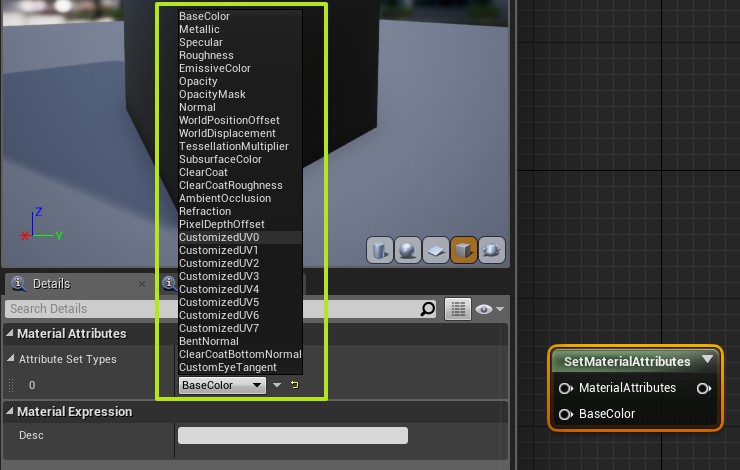 BaseColor
Metallic
Specular
Roughness
EmissiveColor
Opacity
OpacityMask
Normal
WorldPositionOffset
WorldDisplacement
TessellationMultiplier
SubsurfaceColor
ClearCoat
ClearCoatRoughness
AmbientOcclusion
Refraction
PixelDepthOffset
CustomizedUV0
CustomizedUV1
CustomizedUV2
CustomizedUV3
CustomizedUV4
CustomizedUV5
CustomizedUV6
CustomizedUV7
BentNormal
ClearCoatBottomNormal
CustomEyeTangent
Z
Y
Details
Search Details
Material Attributes
Attribute Set Types
0
BaseColor
Material Expression
Desc
SetMaterialAttributes
MaterialAttributes
BaseColor